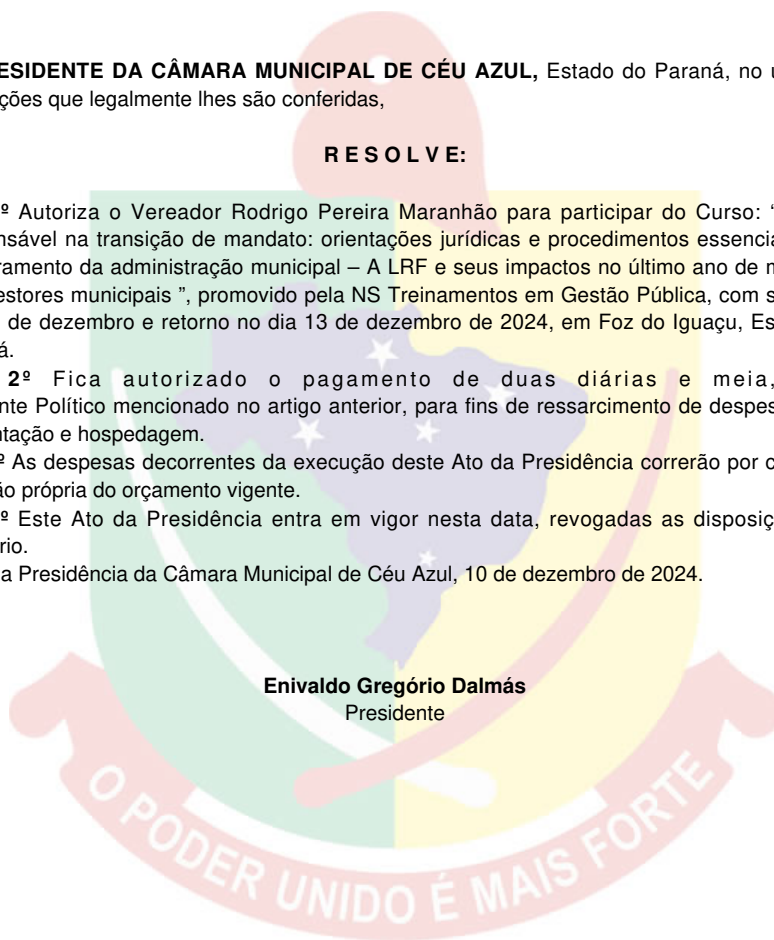 ESIDENTE DA CÂMARA MUNICIPAL DE CÉU AZUL, Estado do Paraná, no u
ções que legalmente lhes são conferidas,
R E S O L V E:
º Autoriza o Vereador Rodrigo Pereira Maranhão para participar do Curso: “
nsável na transição de mandato: orientações jurídicas e procedimentos essencia
ramento da administração municipal – A LRF e seus impactos no último ano de m
estores municipais ”, promovido pela NS Treinamentos em Gestão Pública, com s
de dezembro e retorno no dia 13 de dezembro de 2024, em Foz do Iguaçu, Es
á.
2º Fica autorizado o pagamento de duas diárias e meia,
nte Político mencionado no artigo anterior, para fins de ressarcimento de despes
ntação e hospedagem.
º As despesas decorrentes da execução deste Ato da Presidência correrão por c
ão própria do orçamento vigente.
º Este Ato da Presidência entra em vigor nesta data, revogadas as disposiç
rio.
a Presidência da Câmara Municipal de Céu Azul, 10 de dezembro de 2024.
Enivaldo Gregório Dalmás
Presidente
O PODER UNIDO É MAIS FORTE